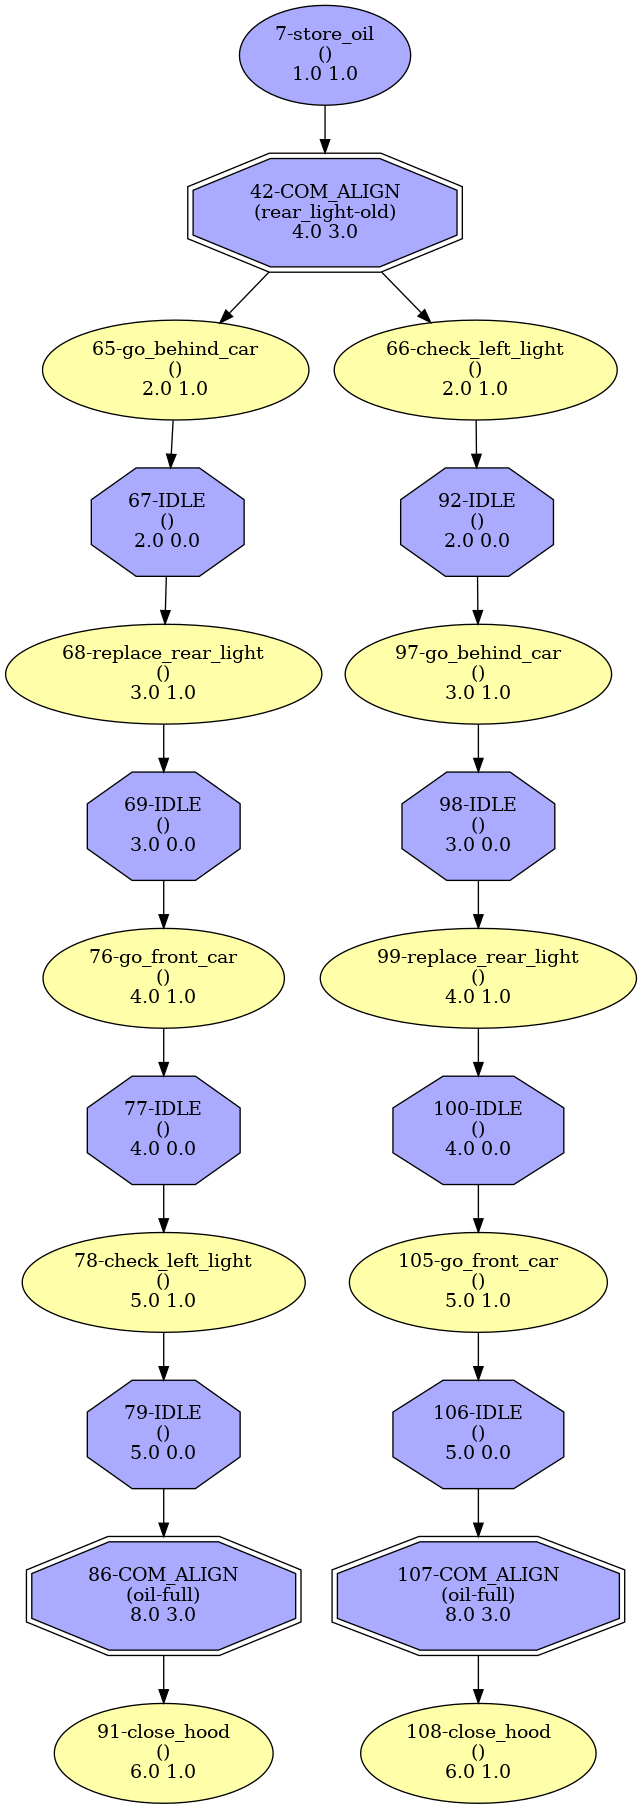 7-store_oil
()
1.0 1.0
42-COM_ALIGN
(rear_light-old)
4.0 3.0
65-go_behind_car
()
2.0 1.0
66-check_left_light
()
2.0 1.0
67-IDLE
()
2.0 0.0
92-IDLE
()
2.0 0.0
68-replace_rear_light
()
3.0 1.0
97-go_behind_car
()
3.0 1.0
69-IDLE
()
3.0 0.0
98-IDLE
()
3.0 0.0
76-go_front_car
()
4.0 1.0
99-replace_rear_light
()
4.0 1.0
77-IDLE
()
4.0 0.0
100-IDLE
()
4.0 0.0
78-check_left_light
()
5.0 1.0
105-go_front_car
()
5.0 1.0
79-IDLE
()
5.0 0.0
106-IDLE
()
5.0 0.0
86-COM_ALIGN
(oil-full)
8.0 3.0
107-COM_ALIGN
(oil-full)
8.0 3.0
91-close_hood
()
6.0 1.0
108-close_hood
()
6.0 1.0